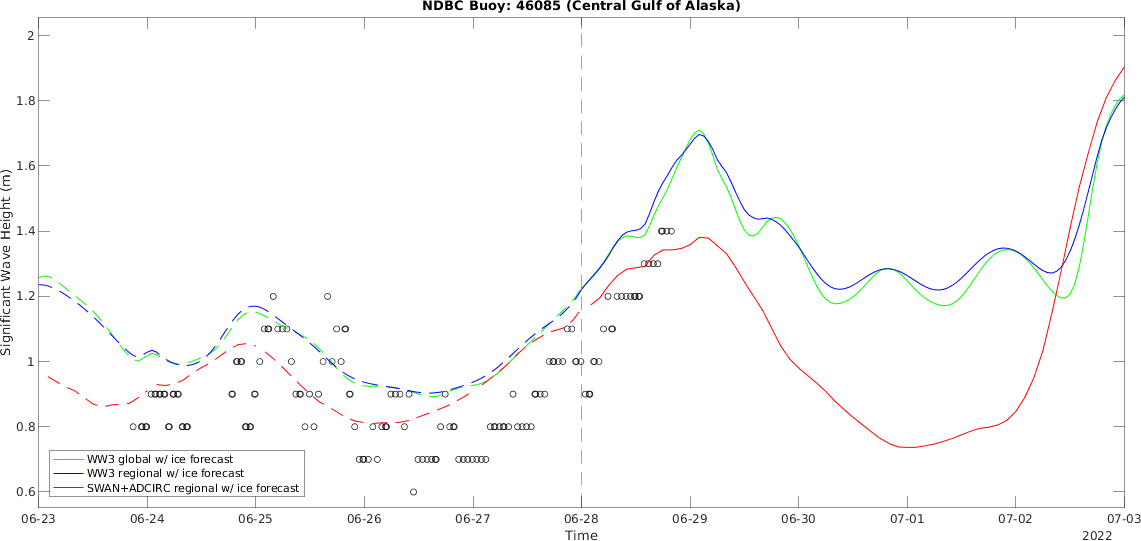 NDBC Buoy: 46085 (Central Gulf of Alaska)
Significant Wave Height (m)
2
1.8
1.6
1.4
1.2
1
0.8
0.6
WW3 global w/ ice forecast
WW3 regional w/ ice forecast
SWAN+ADCIRC regional w/ ice forecast
06-23 06-24 06-25 06-26 06-27 06-28 06-29 06-30 07-01 07-02 07-03
Time
2022